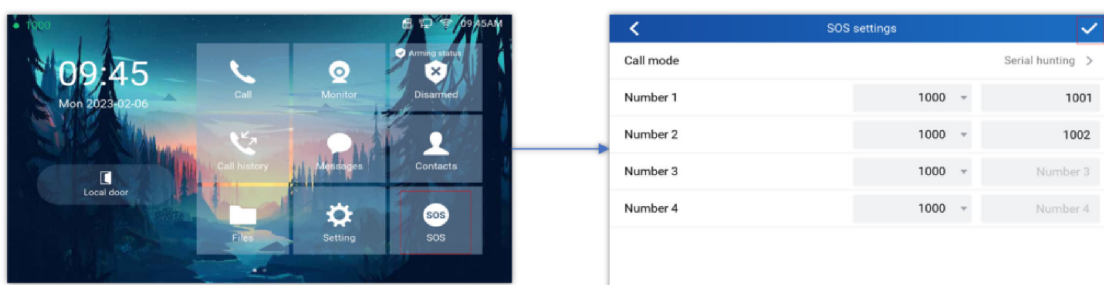 1000
09:45AM
09:45
Mon 2023-02-06
Local door
Call
Monitor
Arming status
Disarmed
Call history
Messages
Contacts
Files
Setting
SOS
SOS
SOS settings
Call mode Serial hunting >
Number 1 1000 1001
Number 2 1000 1002
Number 3 1000 Number 3
Number 4 1000 Number 4